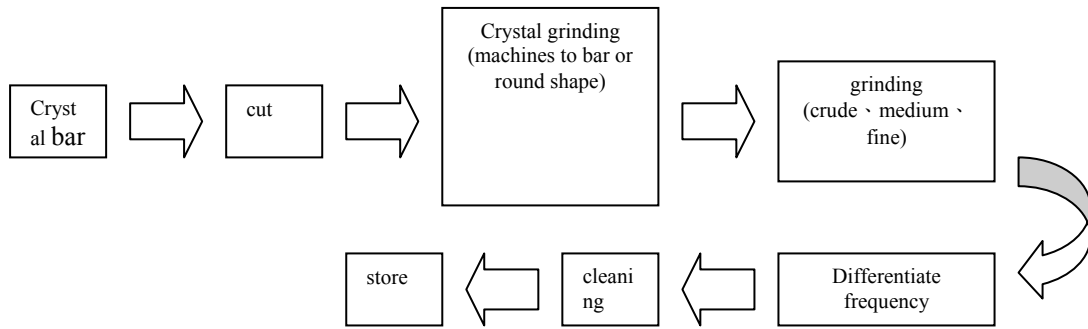 Cryst
al bar
cut
Crystal grinding
(machines to bar or
round shape)
grinding
(crude、medium、
fine)
Differentiate
frequency
cleani
ng
store